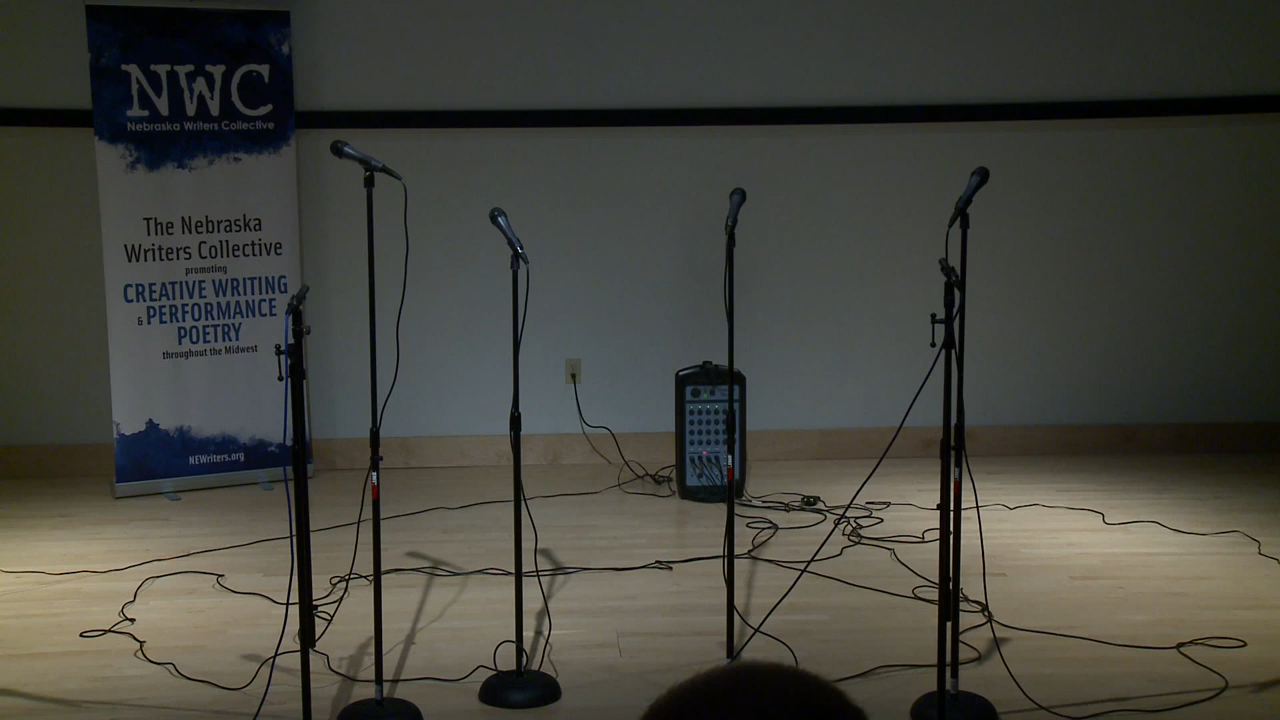 NWC
Nebraska Writers Collective
The Nebraska
Writers Collective
promoting
CREATIVE WRITING
& PERFORMANCE
POETRY
throughout the Midwest
NEWriters.org